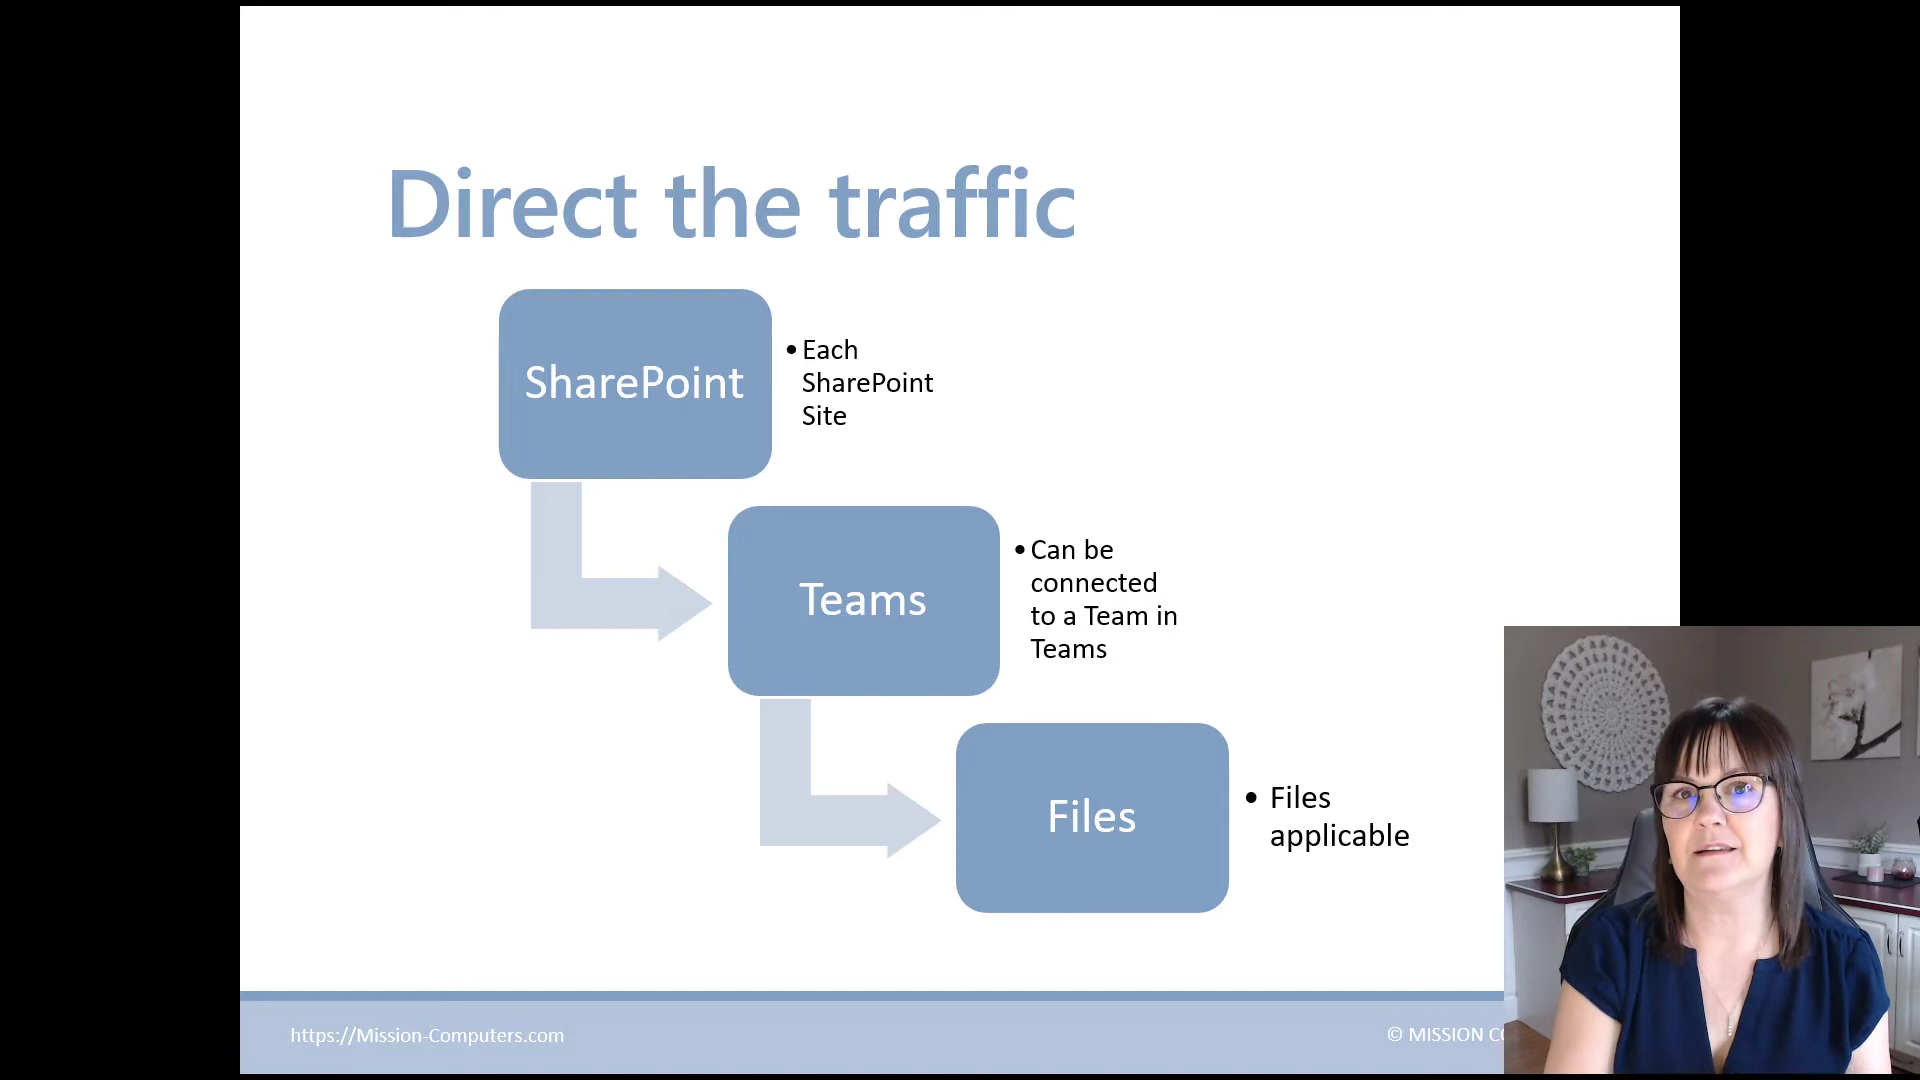 Direct the traffic
SharePoint
• Each
SharePoint
Site
Teams
• Can be
connected
to a Team in
Teams
Files
• Files
applicable
https://Mission-Computers.com
© MISSION